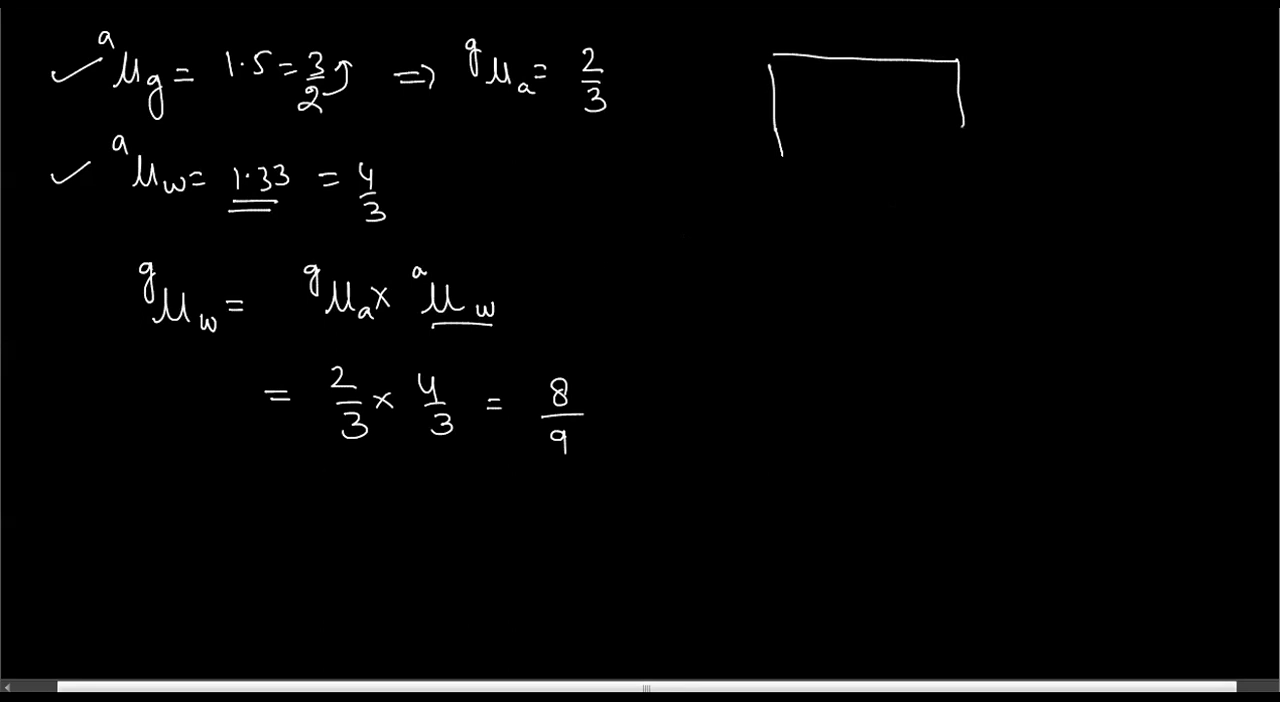 ✓ ᵃμg = 1.5 = 3/2 ⇒ ᵍμa = 2/3
✓ ᵃμw = 1.33 = 4/3
ᵍμw = ᵍμa × ᵃμw
= 2/3 × 4/3 = 8/9